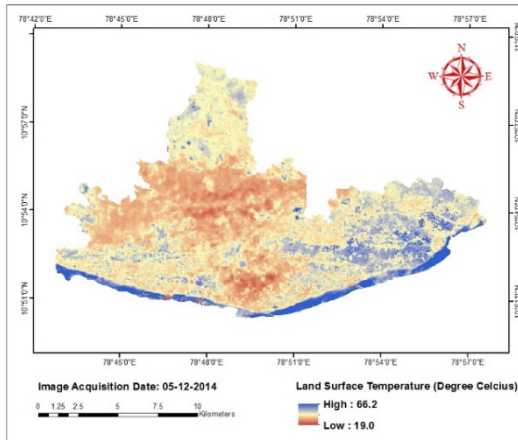 78°42'0"E 78°45'0"E 78°48'0"E 78°51'0"E 78°54'0"E 78°57'0"E
N
W E
S
10°57'0"N 10°57'0"N
10°54'0"N 10°54'0"N
10°51'0"N 10°51'0"N
78°45'0"E 78°48'0"E 78°51'0"E 78°54'0"E 78°57'0"E
Image Acquisition Date: 05-12-2014
0 1.25 2.5 5 7.5 10
Kilometers
Land Surface Temperature (Degree Celcius)
High : 66.2
Low : 19.0